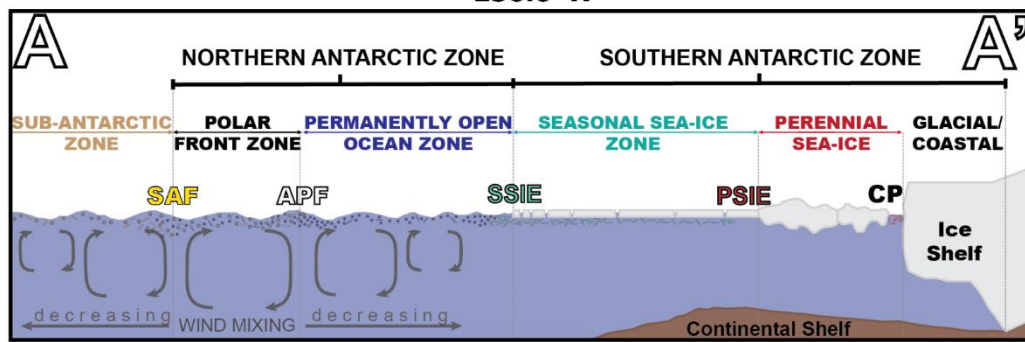 A
A"
NORTHERN ANTARCTIC ZONE
SOUTHERN ANTARCTIC ZONE
SUB-ANTARCTIC
ZONE
POLAR
FRONT ZONE
PERMANENTLY OPEN
OCEAN ZONE
SEASONAL SEA-ICE
ZONE
PERENNIAL
SEA-ICE
GLACIAL/
COASTAL
SAF
APF
SSIE
PSIE
CP
Ice
Shelf
decreasing
WIND MIXING
decreasing
Continental Shelf